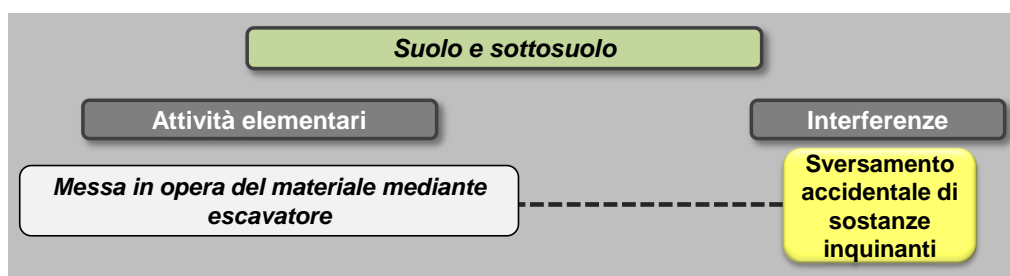 Suolo e sottosuolo
Attività elementari
Interferenze
Messa in opera del materiale mediante
escavatore
Sversamento
accidentale di
sostanze
inquinanti